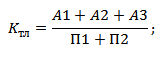 Kтл = А1 + А2 + А3 / П1 + П2 ;